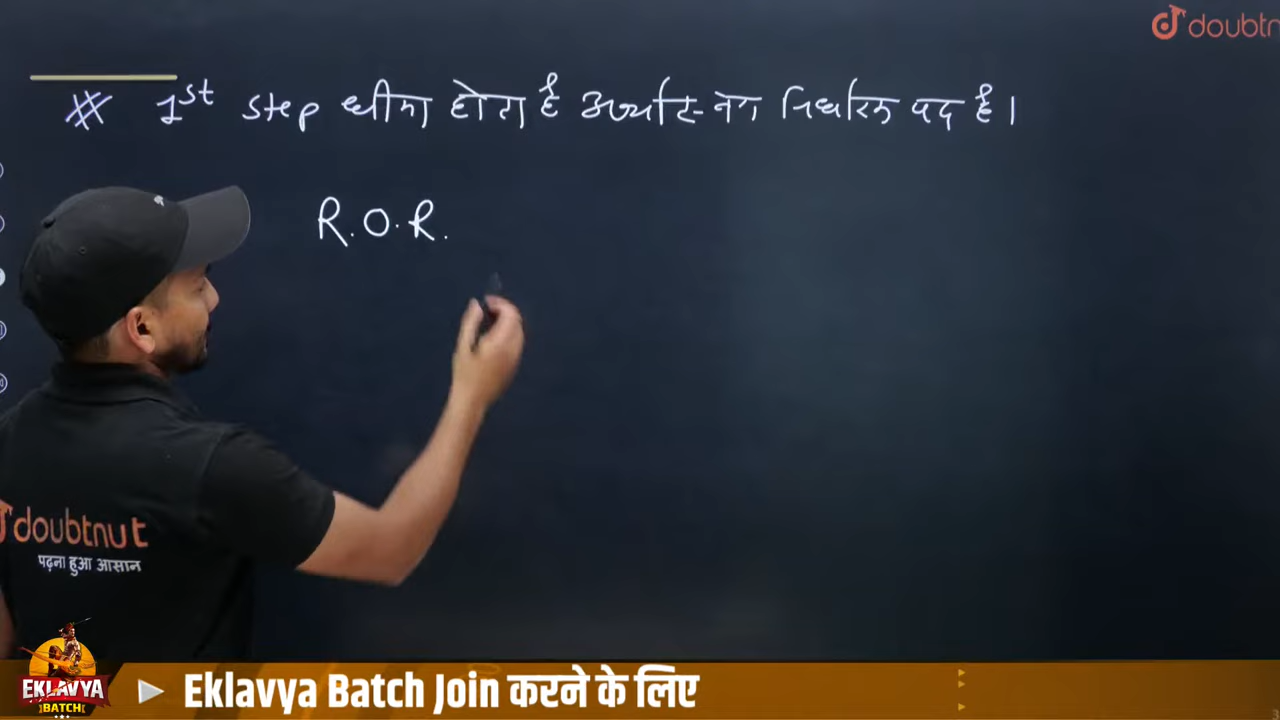 doubtn
# 1st step धीमा होता है अर्थात वेग निर्धारक पद है।
R.O.R.
doubtnut
पढ़ना हुआ आसान
EKLAVYA
BATCH
Eklavya Batch Join करने के लिए